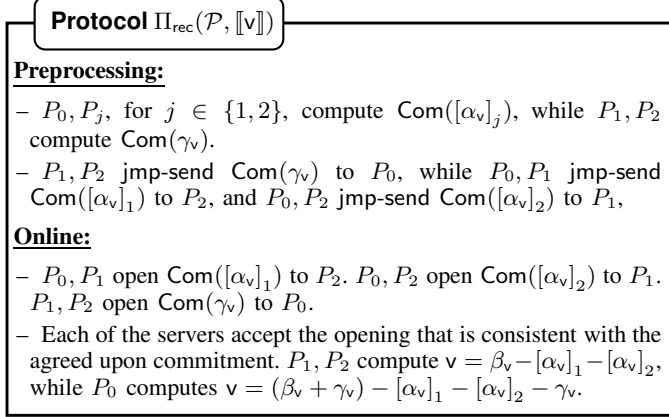 Protocol Π_rec(𝒫, ⟦v⟧)
Preprocessing:
– P_0, P_j, for j ∈ {1, 2}, compute Com([α_v]_j), while P_1, P_2
compute Com(γ_v).
– P_1, P_2 jmp-send Com(γ_v) to P_0, while P_0, P_1 jmp-send
Com([α_v]_1) to P_2, and P_0, P_2 jmp-send Com([α_v]_2) to P_1,
Online:
– P_0, P_1 open Com([α_v]_1) to P_2. P_0, P_2 open Com([α_v]_2) to P_1.
P_1, P_2 open Com(γ_v) to P_0.
– Each of the servers accept the opening that is consistent with the
agreed upon commitment. P_1, P_2 compute v = β_v−[α_v]_1−[α_v]_2,
while P_0 computes v = (β_v + γ_v) − [α_v]_1 − [α_v]_2 − γ_v.